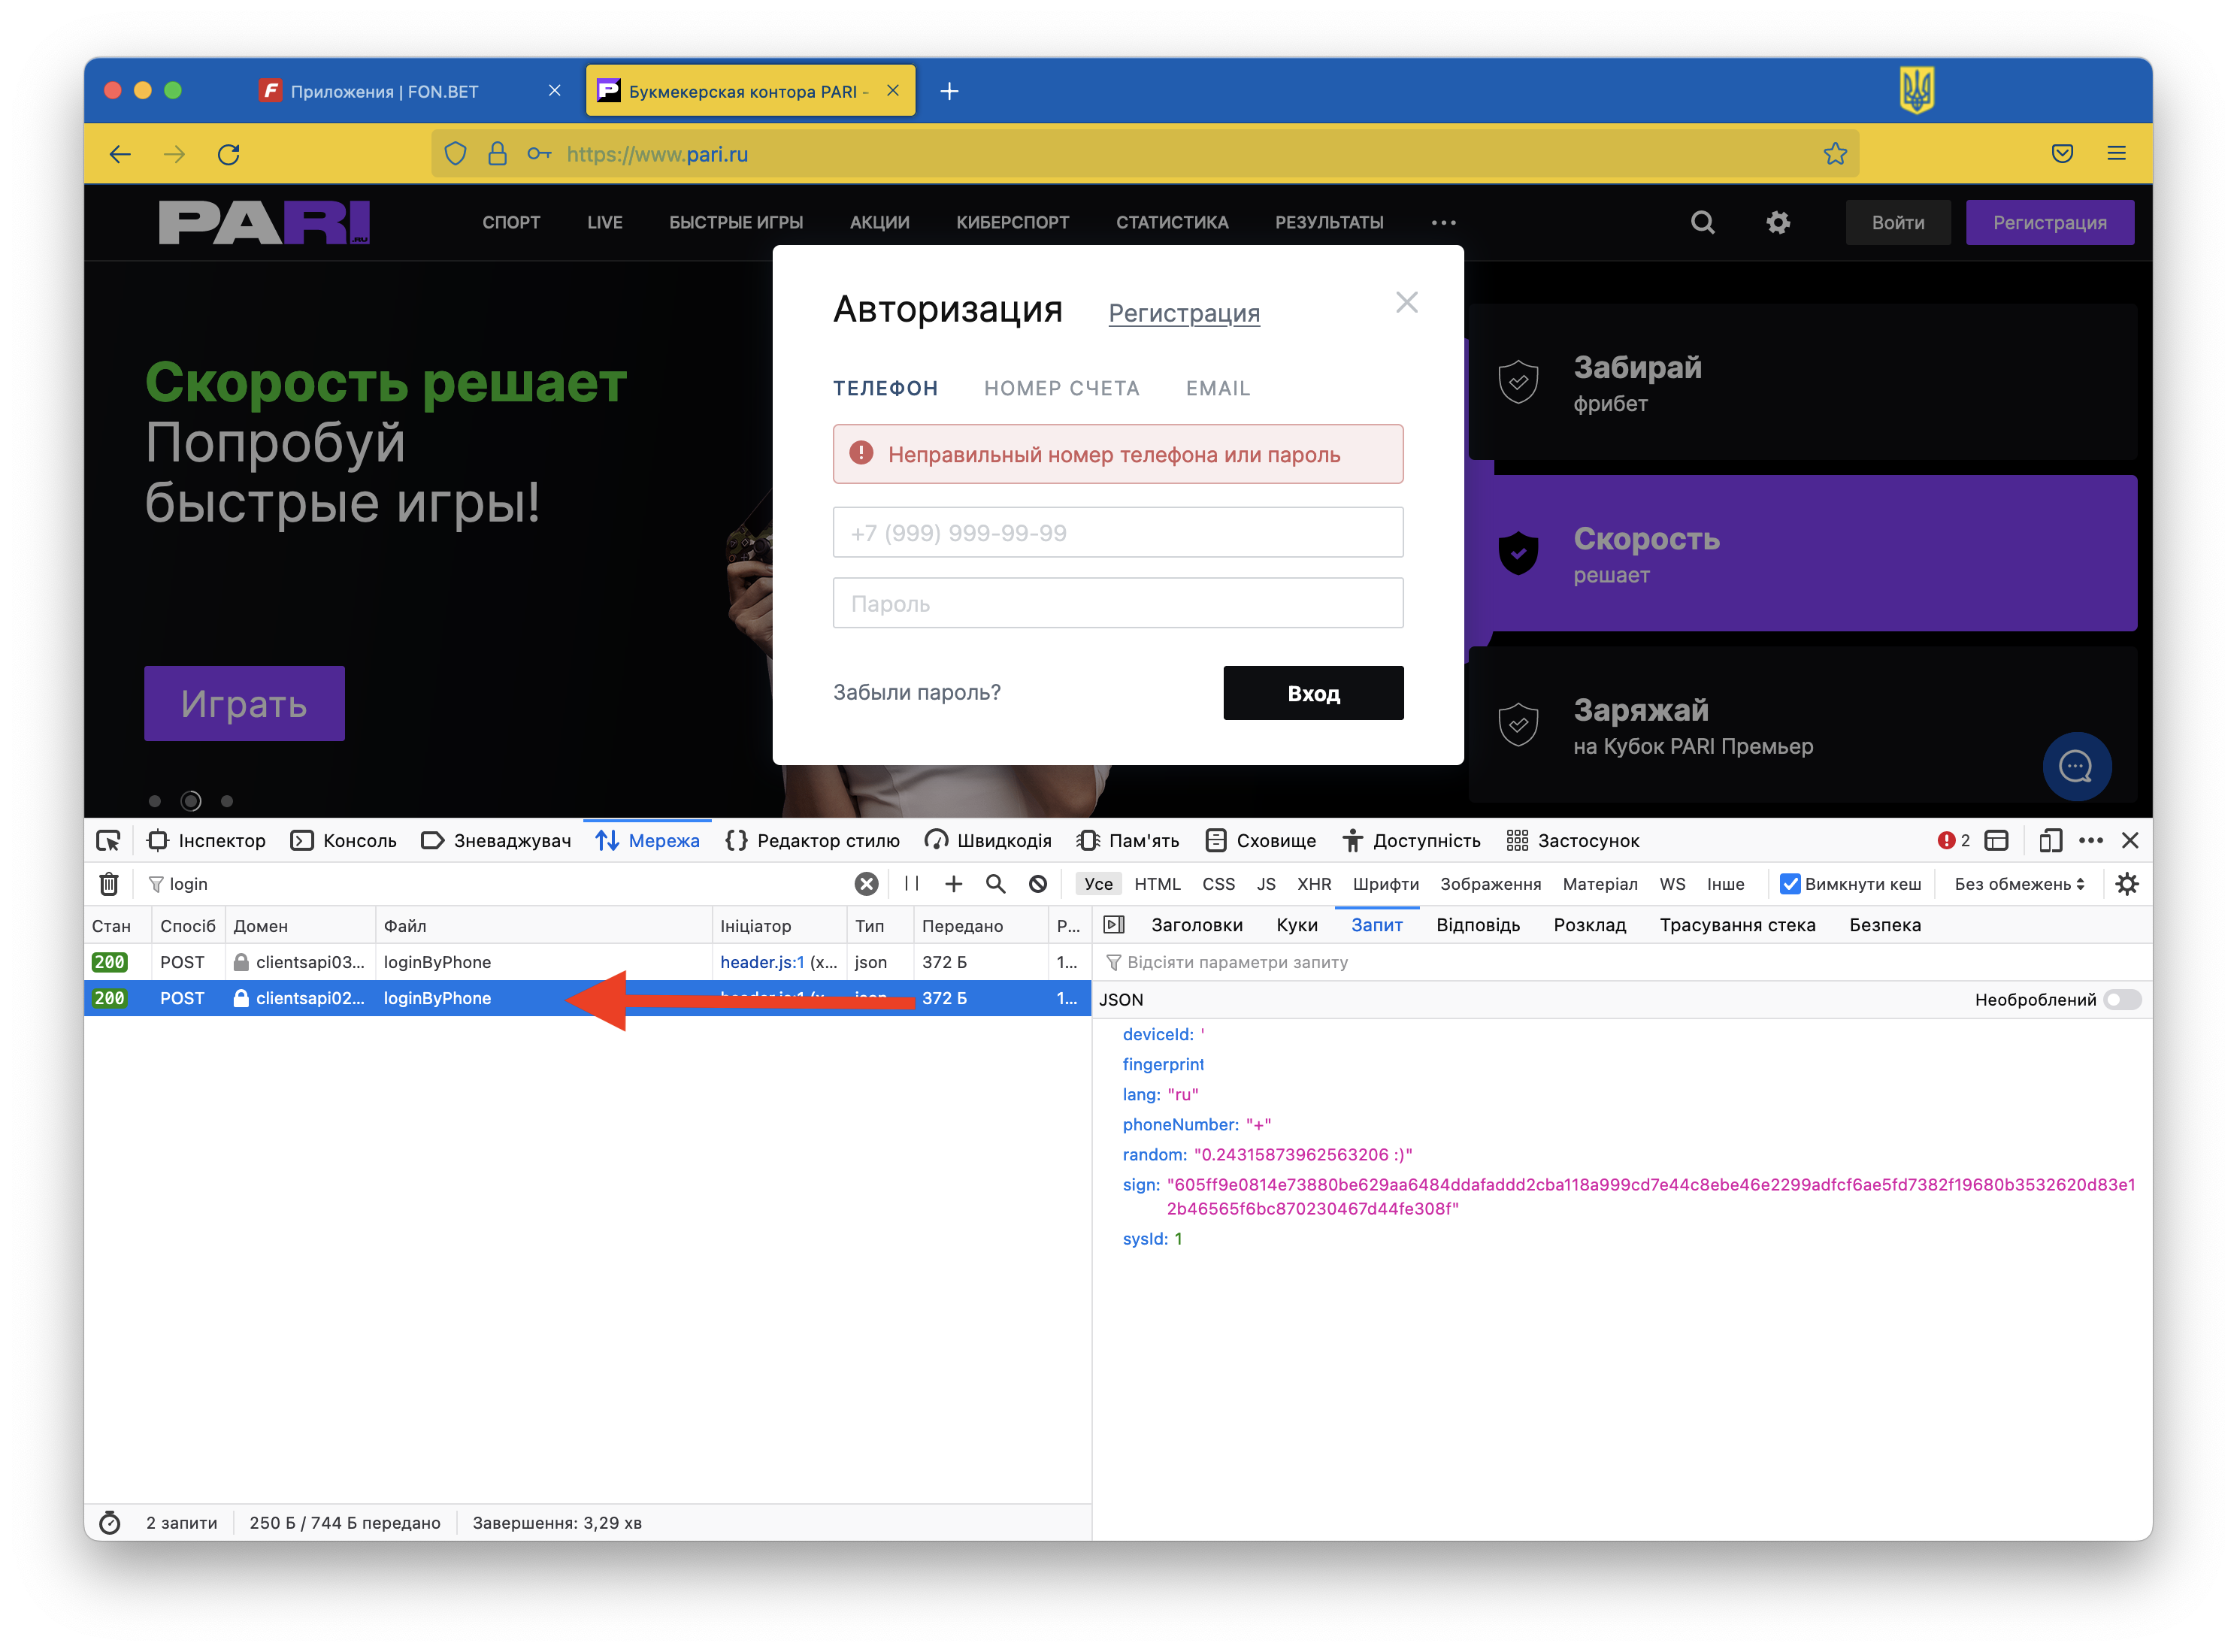 Приложения | FON.BET
Букмекерская контора PARI -
https://www.pari.ru
PARI.RU
СПОРТ
LIVE
БЫСТРЫЕ ИГРЫ
АКЦИИ
КИБЕРСПОРТ
СТАТИСТИКА
РЕЗУЛЬТАТЫ
Войти
Регистрация
Скорость решает
Попробуй
быстрые игры!
Играть
Авторизация
Регистрация
ТЕЛЕФОН
НОМЕР СЧЕТА
EMAIL
Неправильный номер телефона или пароль
+7 (999) 999-99-99
Пароль
Забыли пароль?
Вход
Забирай
фрибет
Скорость
решает
Заряжай
на Кубок PARI Премьер
Інспектор
Консоль
Зневаджувач
Мережа
Редактор стилю
Швидкодія
Пам'ять
Сховище
Доступність
Застосунок
2
login
Усе
HTML
CSS
JS
XHR
Шрифти
Зображення
Матеріал
WS
Інше
Вимкнути кеш
Без обмежень
Стан
Спосіб
Домен
Файл
Ініціатор
Тип
Передано
Р...
200 POST clientsapi03... loginByPhone header.js:1 (x... json 372 Б 1...
200 POST clientsapi02... loginByPhone header.js:1 (x... json 372 Б 1...
Заголовки
Куки
Запит
Відповідь
Розклад
Трасування стека
Безпека
Відсіяти параметри запиту
JSON
Необроблений
deviceId: '
fingerprint
lang: "ru"
phoneNumber: "+"
random: "0.24315873962563206 :)"
sign: "605ff9e0814e73880be629aa6484ddafaddd2cba118a999cd7e44c8ebe46e2299adfcf6ae5fd7382f19680b3532620d83e1
2b46565f6bc870230467d44fe308f"
sysId: 1
2 запити
250 Б / 744 Б передано
Завершення: 3,29 хв